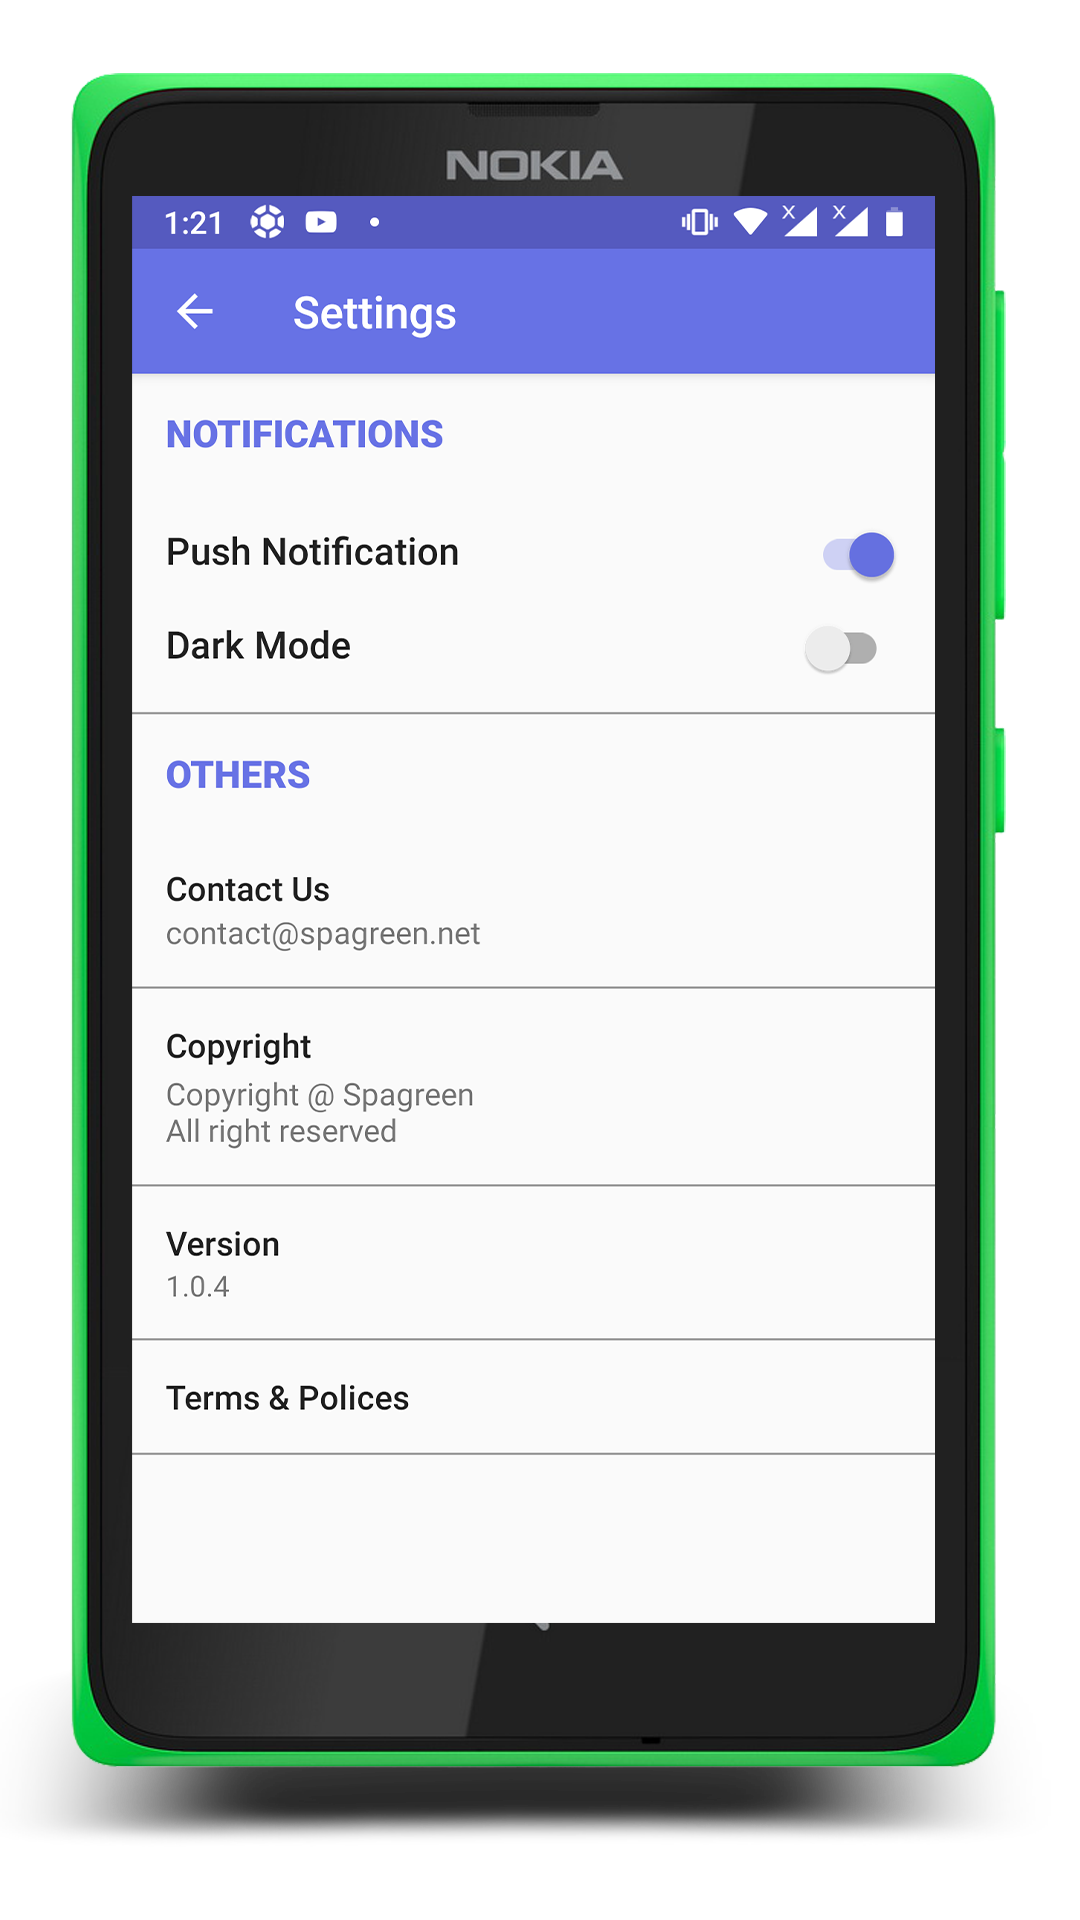 NOKIA
1:21
Settings
NOTIFICATIONS
Push Notification
Dark Mode
OTHERS
Contact Us
contact@spagreen.net
Copyright
Copyright @ Spagreen
All right reserved
Version
1.0.4
Terms & Polices